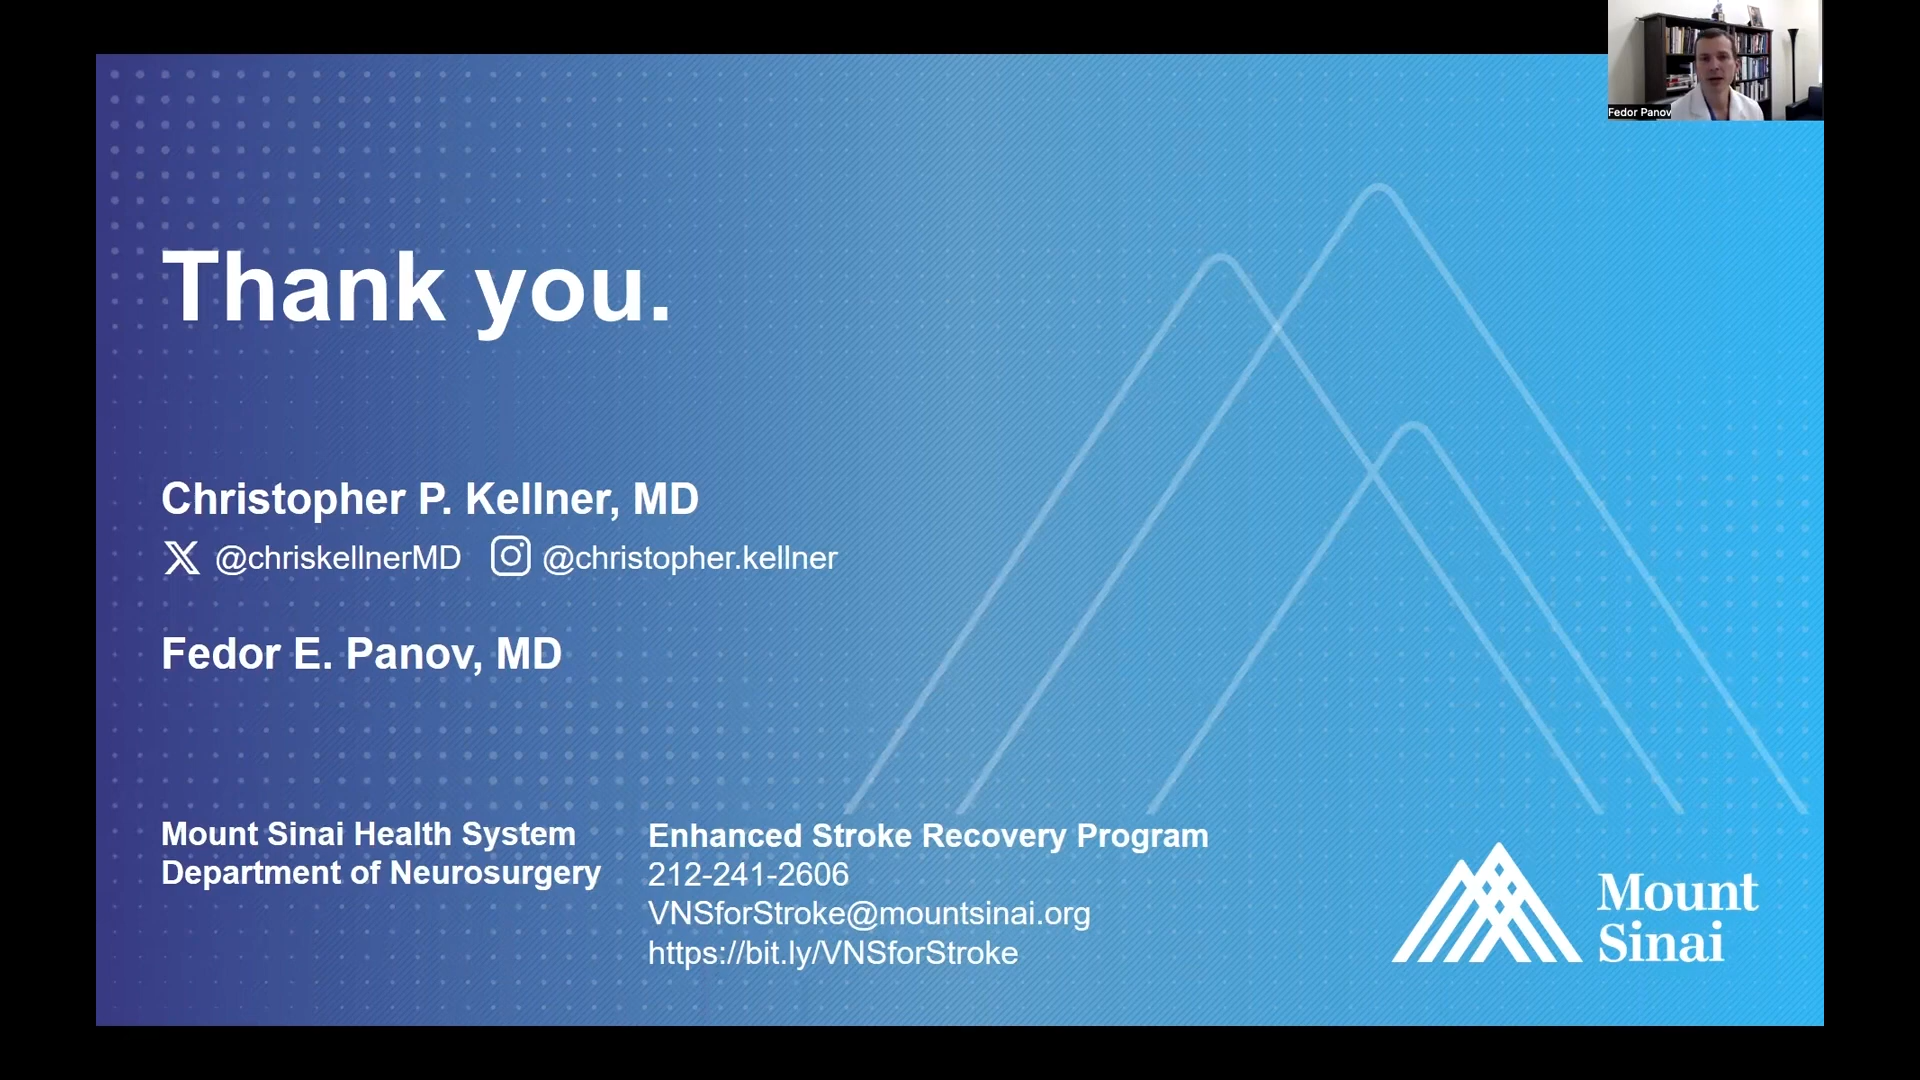 Fedor Panov
Thank you.
Christopher P. Kellner, MD
@chriskellnerMD @christopher.kellner
Fedor E. Panov, MD
Mount Sinai Health System
Department of Neurosurgery
Enhanced Stroke Recovery Program
212-241-2606
VNSforStroke@mountsinai.org
https://bit.ly/VNSforStroke
Mount
Sinai